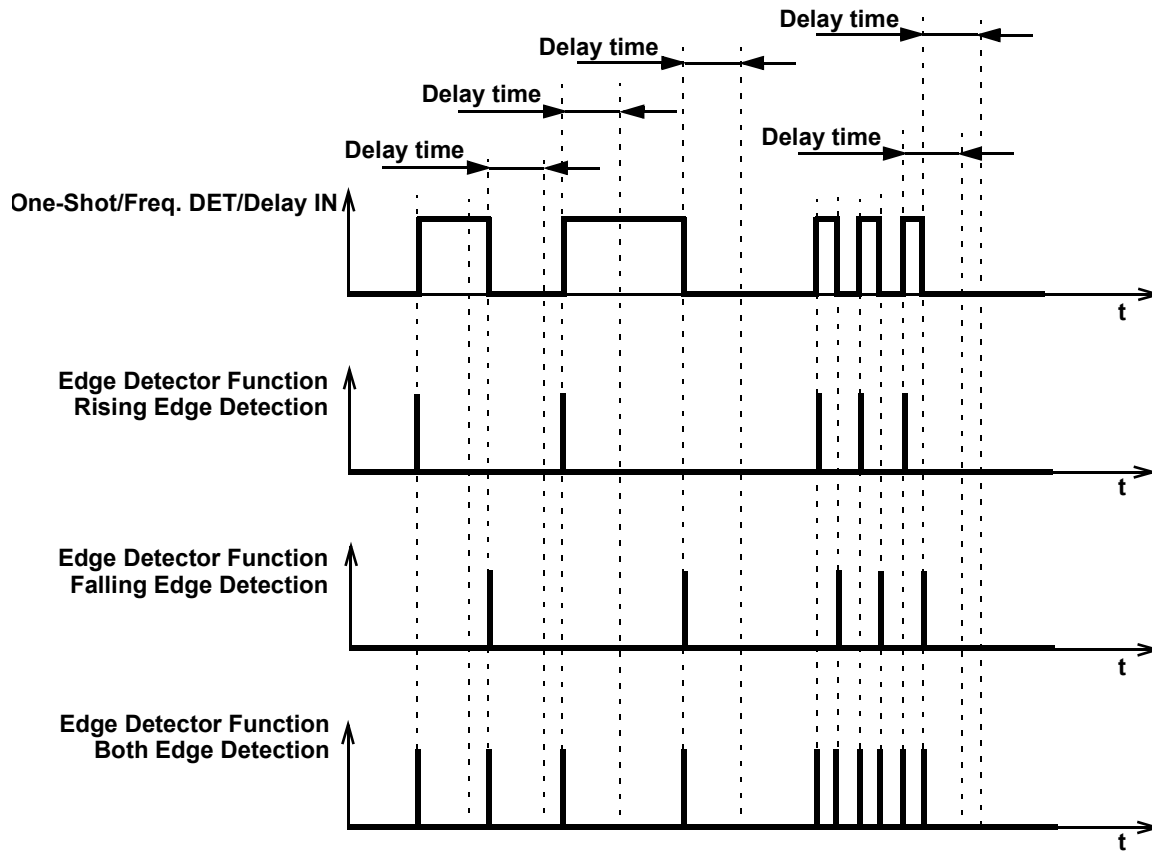 Delay time
Delay time
Delay time
Delay time
Delay time
One-Shot/Freq. DET/Delay IN
t
Edge Detector Function
Rising Edge Detection
t
Edge Detector Function
Falling Edge Detection
t
Edge Detector Function
Both Edge Detection
t